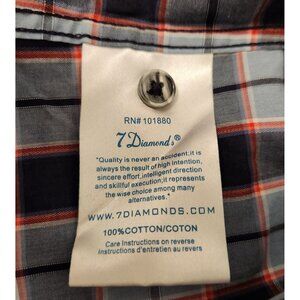 RN# 101880
7 Diamonds®
"Quality is never an accident;it is
always the result of high intention,
sincere effort,intelligent direction
and skillful execution;it represents
the wise choice among many
alternatives."
WWW.7DIAMONDS.COM
100%COTTON/COTON
Care Instructions on reverse
Instructions d'entretien au revers